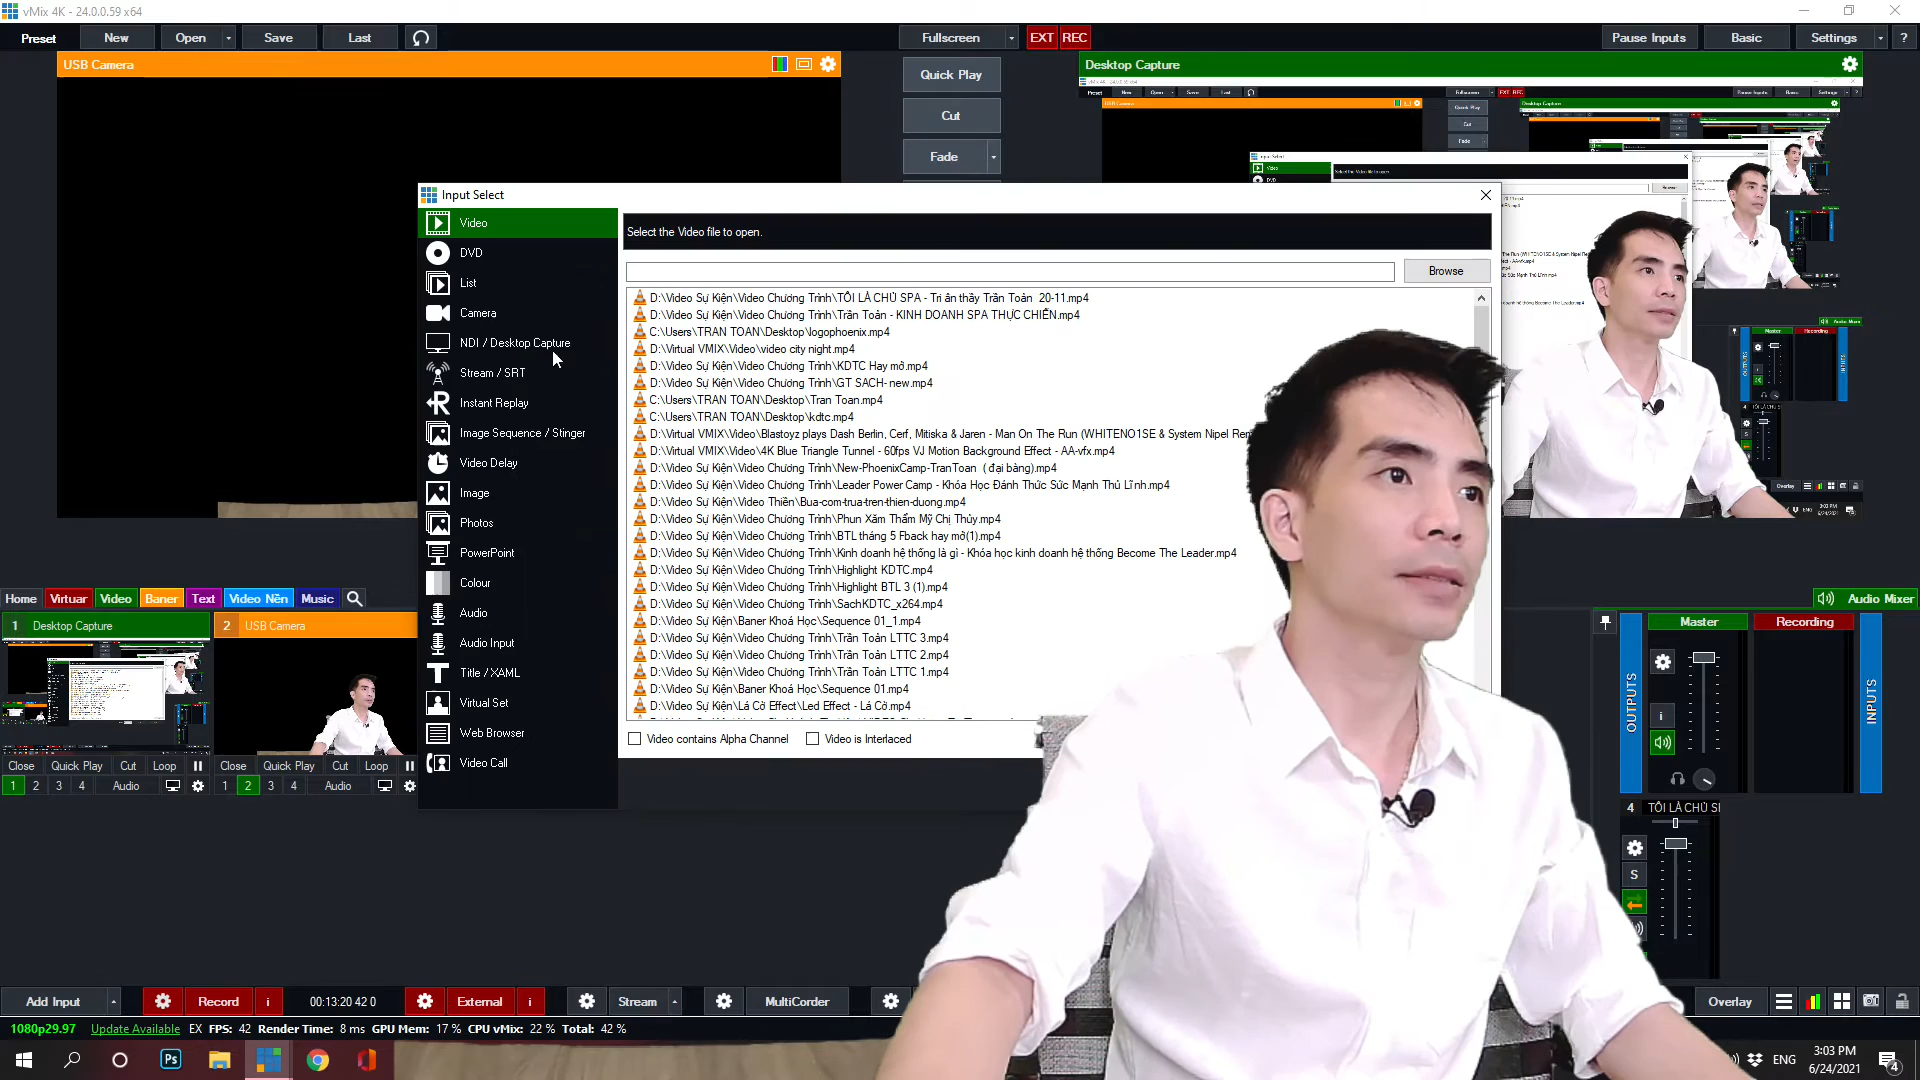 vMix 4K - 24.0.0.59 x64
Preset
New
Open
Save
Last
Fullscreen
EXT
REC
Pause Inputs
Basic
Settings
?
USB Camera
Quick Play
Cut
Fade
Desktop Capture
Input Select
Video
DVD
List
Camera
NDI / Desktop Capture
Stream / SRT
Instant Replay
Image Sequence / Stinger
Video Delay
Image
Photos
PowerPoint
Colour
Audio
Audio Input
Title / XAML
Virtual Set
Web Browser
Video Call
Select the Video file to open.
Browse
D:\Video Sự Kiện\Video Chương Trình\TÔI LÀ CHỦ SPA - Tri ân thầy Trần Toản 20-11.mp4
D:\Video Sự Kiện\Video Chương Trình\Trần Toản - KINH DOANH SPA THỰC CHIẾN.mp4
C:\Users\TRAN TOAN\Desktop\logophoenix.mp4
D:\Virtual VMIX\Video\video city night.mp4
D:\Video Sự Kiện\Video Chương Trình\KDTC Hay mở.mp4
D:\Video Sự Kiện\Video Chương Trình\GT SACH- new.mp4
C:\Users\TRAN TOAN\Desktop\Tran Toan.mp4
C:\Users\TRAN TOAN\Desktop\kdtc.mp4
D:\Virtual VMIX\Video\Blastoyz plays Dash Berlin, Cerf, Mitiska & Jaren - Man On The Run (WHITENO1SE & System Nipel Rem
D:\Virtual VMIX\Video\4K Blue Triangle Tunnel - 60fps VJ Motion Background Effect - AA-vfx.mp4
D:\Video Sự Kiện\Video Chương Trình\New-PhoenixCamp-TranToan (đại bàng).mp4
D:\Video Sự Kiện\Video Chương Trình\Leader Power Camp - Khóa Học Đánh Thức Sức Mạnh Thủ Lĩnh.mp4
D:\Video Sự Kiện\Video Thiền\Bua-com-trua-tren-thien-duong.mp4
D:\Video Sự Kiện\Video Chương Trình\Phun Xăm Thẩm Mỹ Chị Thủy.mp4
D:\Video Sự Kiện\Video Chương Trình\BTL tháng 5 Fback hay mở(1).mp4
D:\Video Sự Kiện\Video Chương Trình\Kinh doanh hệ thống là gì - Khóa học kinh doanh hệ thống Become The Leader.mp4
D:\Video Sự Kiện\Video Chương Trình\Highlight KDTC.mp4
D:\Video Sự Kiện\Video Chương Trình\Highlight BTL 3 (1).mp4
D:\Video Sự Kiện\Video Chương Trình\SachKDTC_x264.mp4
D:\Video Sự Kiện\Baner Khoá Học\Sequence 01_1.mp4
D:\Video Sự Kiện\Video Chương Trình\Trần Toản LTTC 3.mp4
D:\Video Sự Kiện\Video Chương Trình\Trần Toản LTTC 2.mp4
D:\Video Sự Kiện\Video Chương Trình\Trần Toản LTTC 1.mp4
D:\Video Sự Kiện\Baner Khoá Học\Sequence 01.mp4
D:\Video Sự Kiện\Lá Cờ Effect\Led Effect - Lá Cờ.mp4
Video contains Alpha Channel
Video is Interlaced
Home
Virtuar
Video
Baner
Text
Video Nền
Music
1 Desktop Capture
2 USB Camera
Close Quick Play Cut Loop
Close Quick Play Cut Loop
1 2 3 4 Audio
1 2 3 4 Audio
Audio Mixer
Master
Recording
OUTPUTS
INPUTS
4 TÔI LÀ CHỦ SI
S
Add Input
Record
i
00:13:20 42 0
External
i
Stream
MultiCorder
Overlay
1080p29.97 Update Available EX FPS: 42 Render Time: 8 ms GPU Mem: 17 % CPU vMix: 22 % Total: 42 %
Ps
ENG
3:03 PM
6/24/2021
4